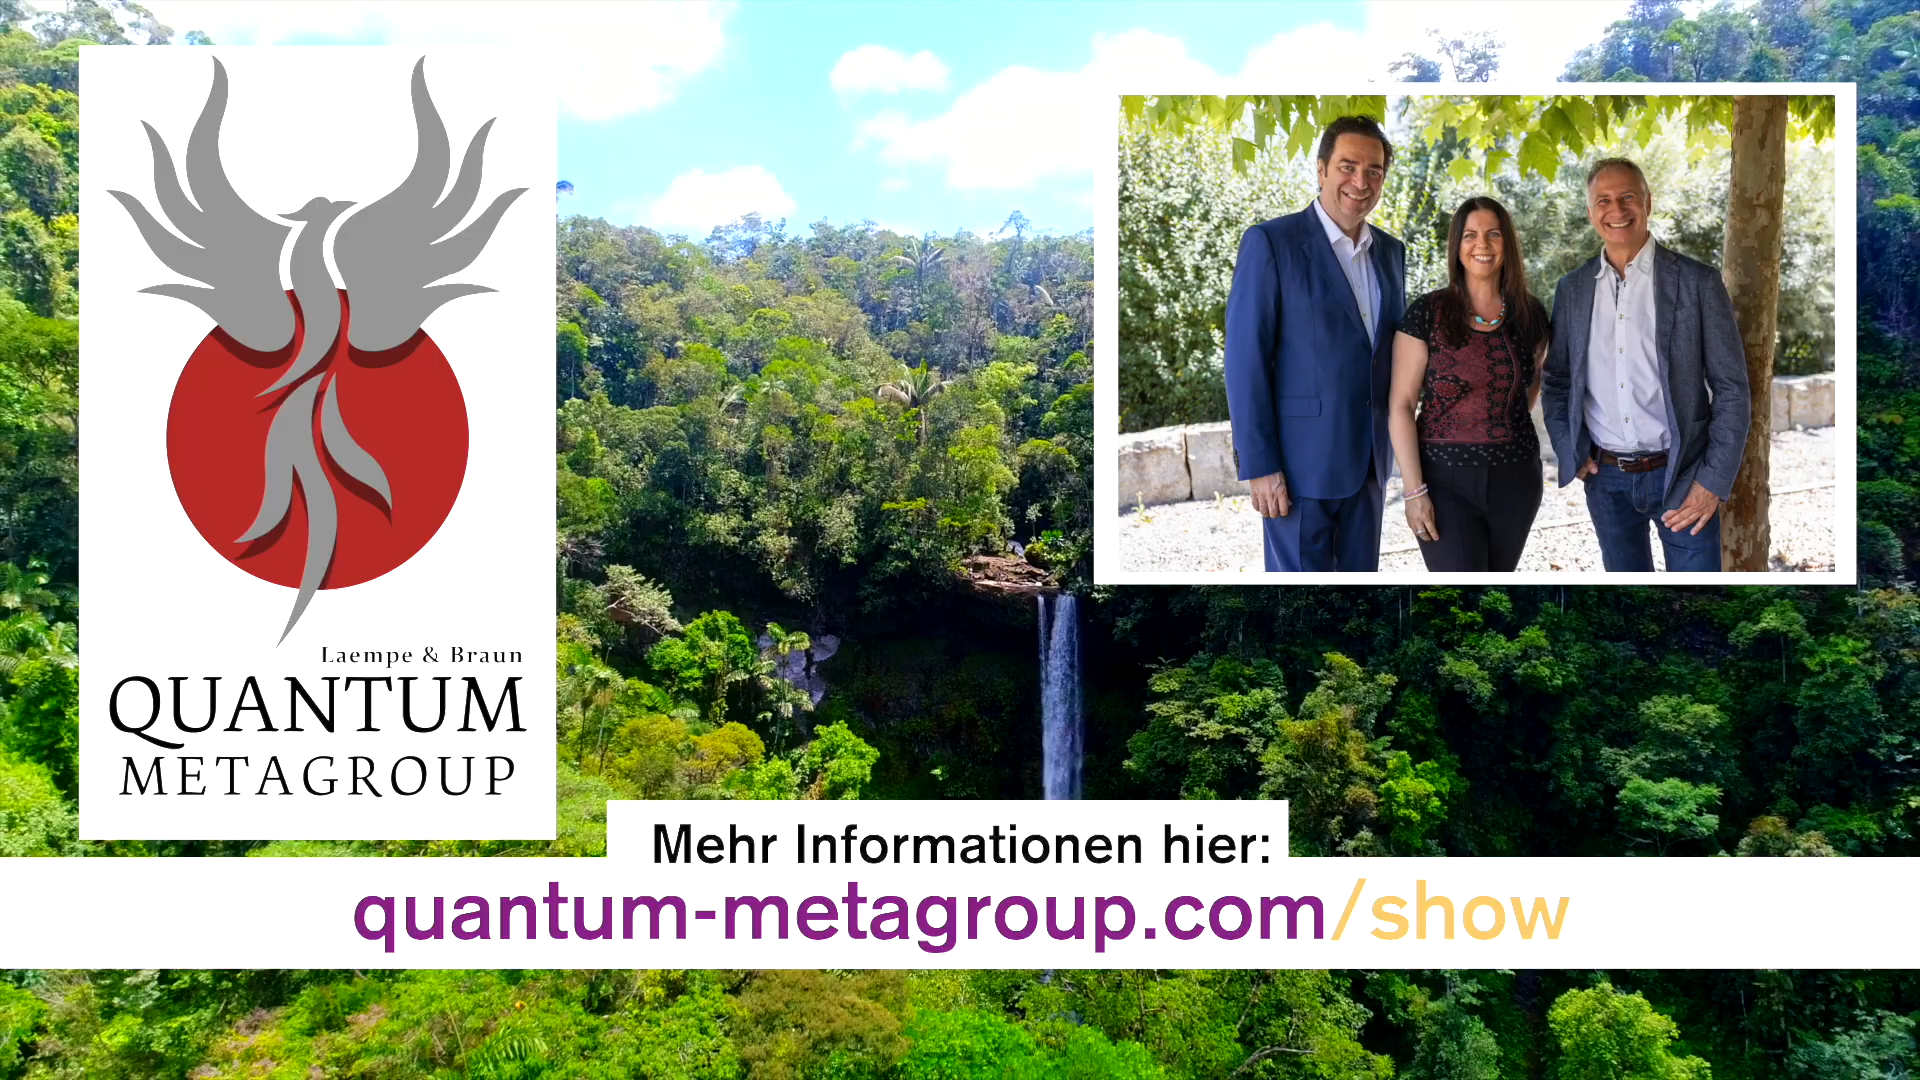 Laempe & Braun
QUANTUM
METAGROUP
Mehr Informationen hier:
quantum-metagroup.com/show